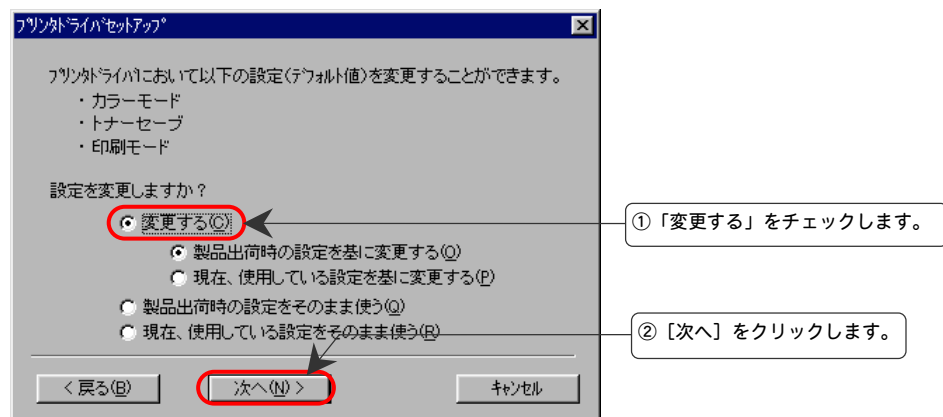 ﾌﾟﾘﾝﾀﾄﾞﾗｲﾊﾞｾｯﾄｱｯﾌﾟ
ﾌﾟﾘﾝﾀﾄﾞﾗｲﾊﾞにおいて以下の設定(ﾃﾞﾌｫﾙﾄ値)を変更することができます。
・カラーモード
・トナーセーブ
・印刷モード
設定を変更しますか？
変更する(C)
①「変更する」をチェックします。
製品出荷時の設定を基に変更する(O)
現在、使用している設定を基に変更する(P)
製品出荷時の設定をそのまま使う(Q)
現在、使用している設定をそのまま使う(R)
②［次へ］をクリックします。
< 戻る(B)
次へ(N) >
ｷｬﾝｾﾙ